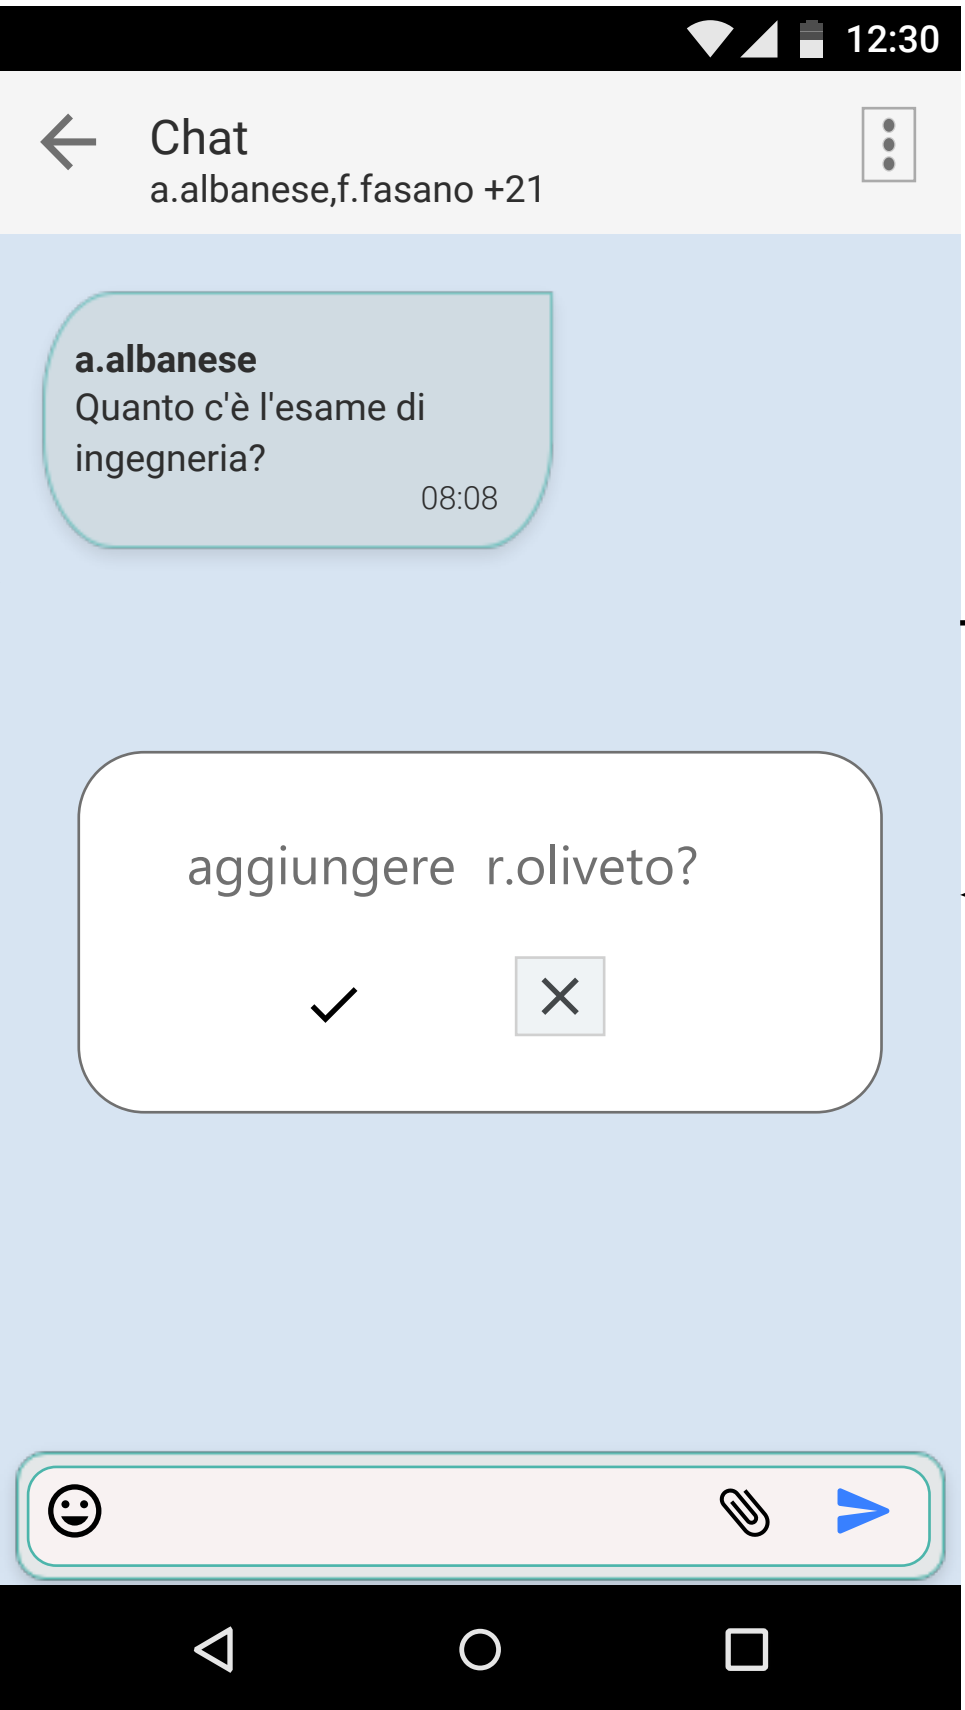 12:30
Chat
a.albanese,f.fasano +21
a.albanese
Quanto c'è l'esame di
ingegneria?
08:08
aggiungere r.oliveto?